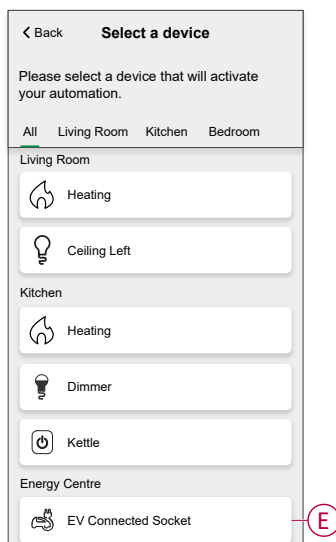 Back Select a device
Please select a device that will activate
your automation.
All Living Room Kitchen Bedroom
Living Room
Heating
Ceiling Left
Kitchen
Heating
Dimmer
Kettle
Energy Centre
EV Connected Socket E